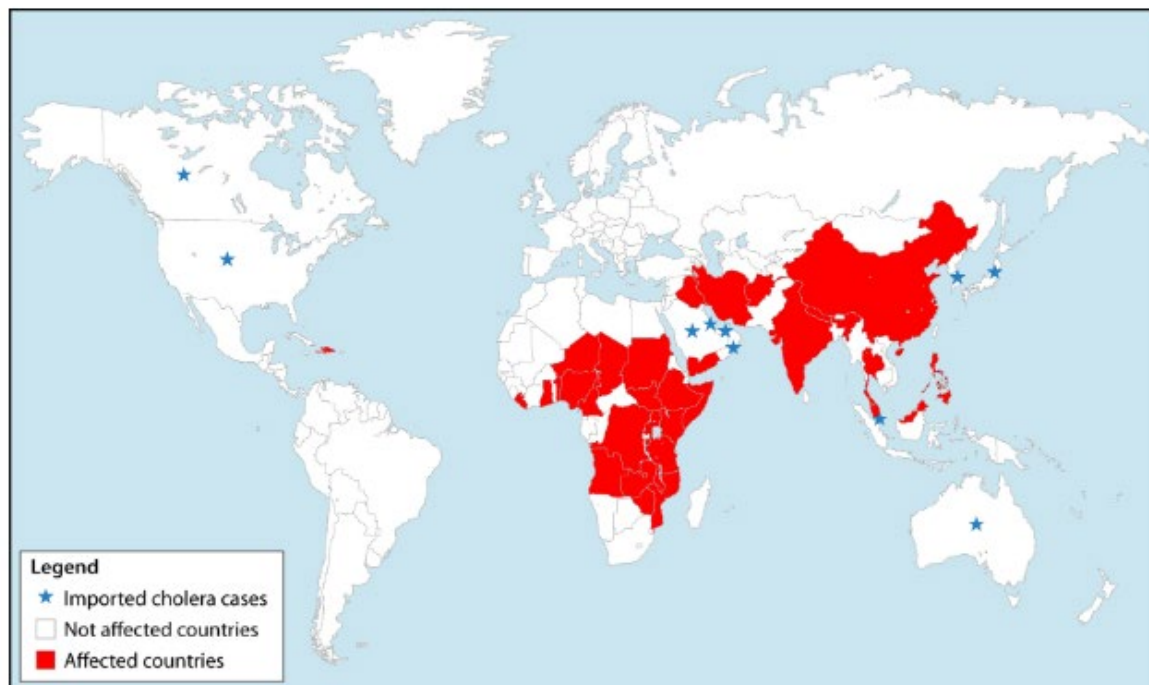 Legend
Imported cholera cases
Not affected countries
Affected countries